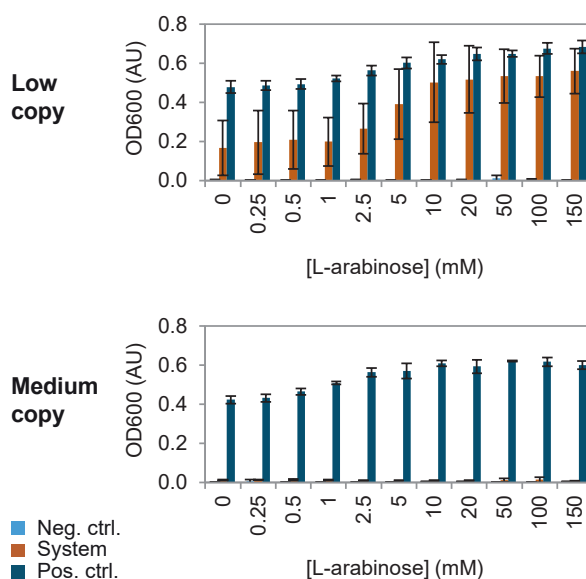 Low
copy
OD600 (AU)
0.8
0.6
0.4
0.2
0.0
0 0.25 0.5 1 2.5 5 10 20 50 100 150
[L-arabinose] (mM)
Medium
copy
OD600 (AU)
0.8
0.6
0.4
0.2
0.0
0 0.25 0.5 1 2.5 5 10 20 50 100 150
[L-arabinose] (mM)
Neg. ctrl.
System
Pos. ctrl.